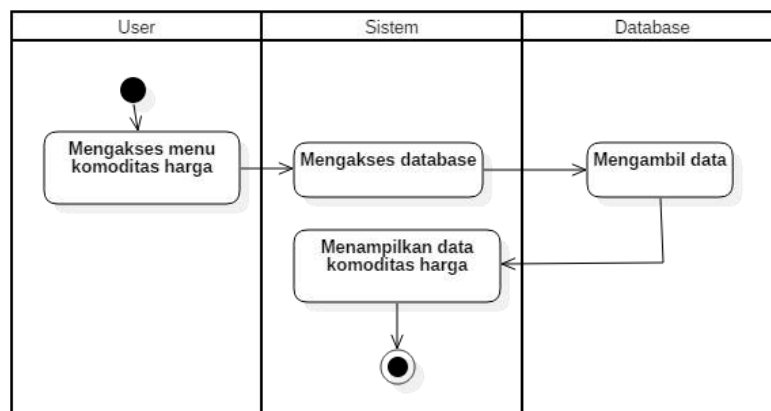 User
Sistem
Database
Mengakses menu
komoditas harga
Mengakses database
Mengambil data
Menampilkan data
komoditas harga